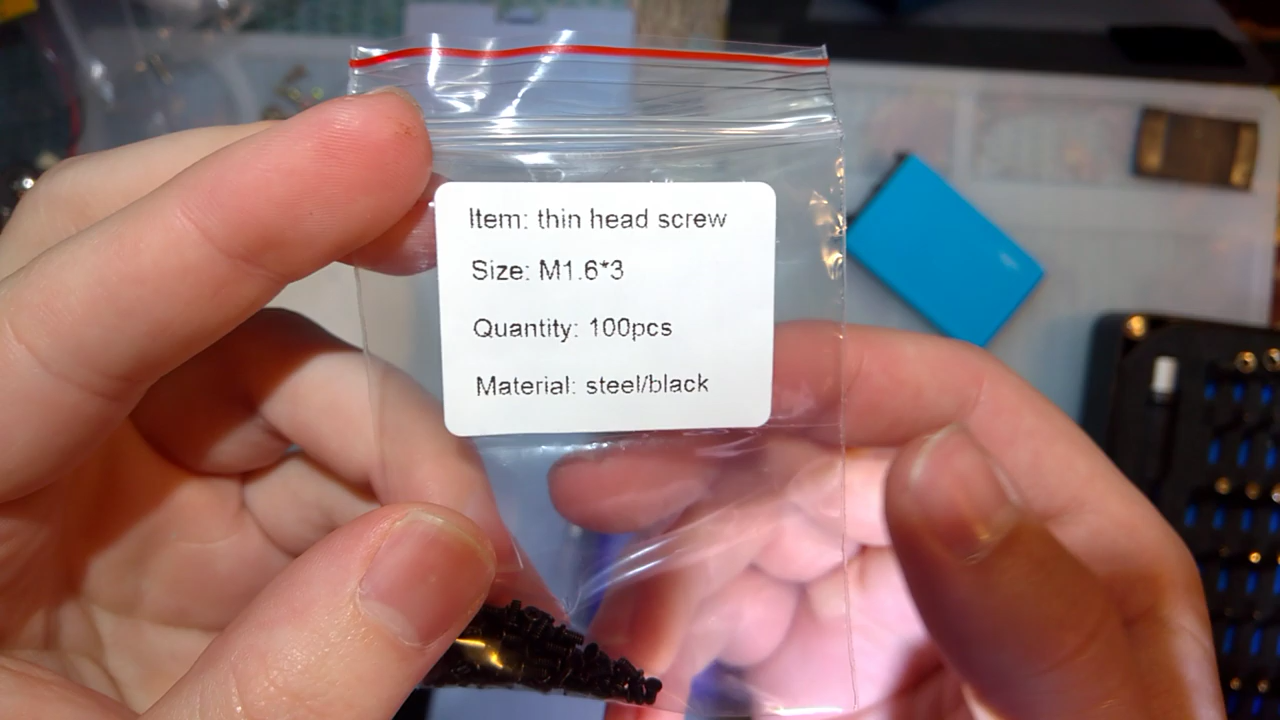 Item: thin head screw
Size: M1.6*3
Quantity: 100pcs
Material: steel/black